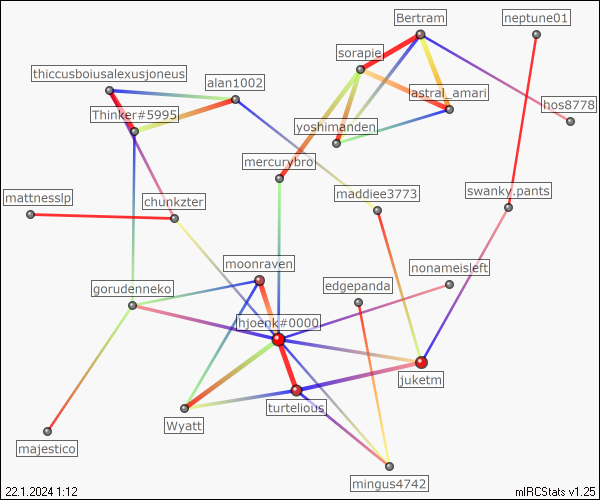 Bertram
neptune01
sorapie
thiccusboiusalexusjoneus
alan1002
astral_amari
hos8778
Thinker#5995
yoshimanden
mercurybro
mattnesslp
chunkzter
maddiee3773
swanky.pants
moonraven
nonameisleft
gorudenneko
edgepanda
hjoenk#0000
juketm
turtelious
Wyatt
majestico
mingus4742
22.1.2024 1:12
mIRCStats v1.25